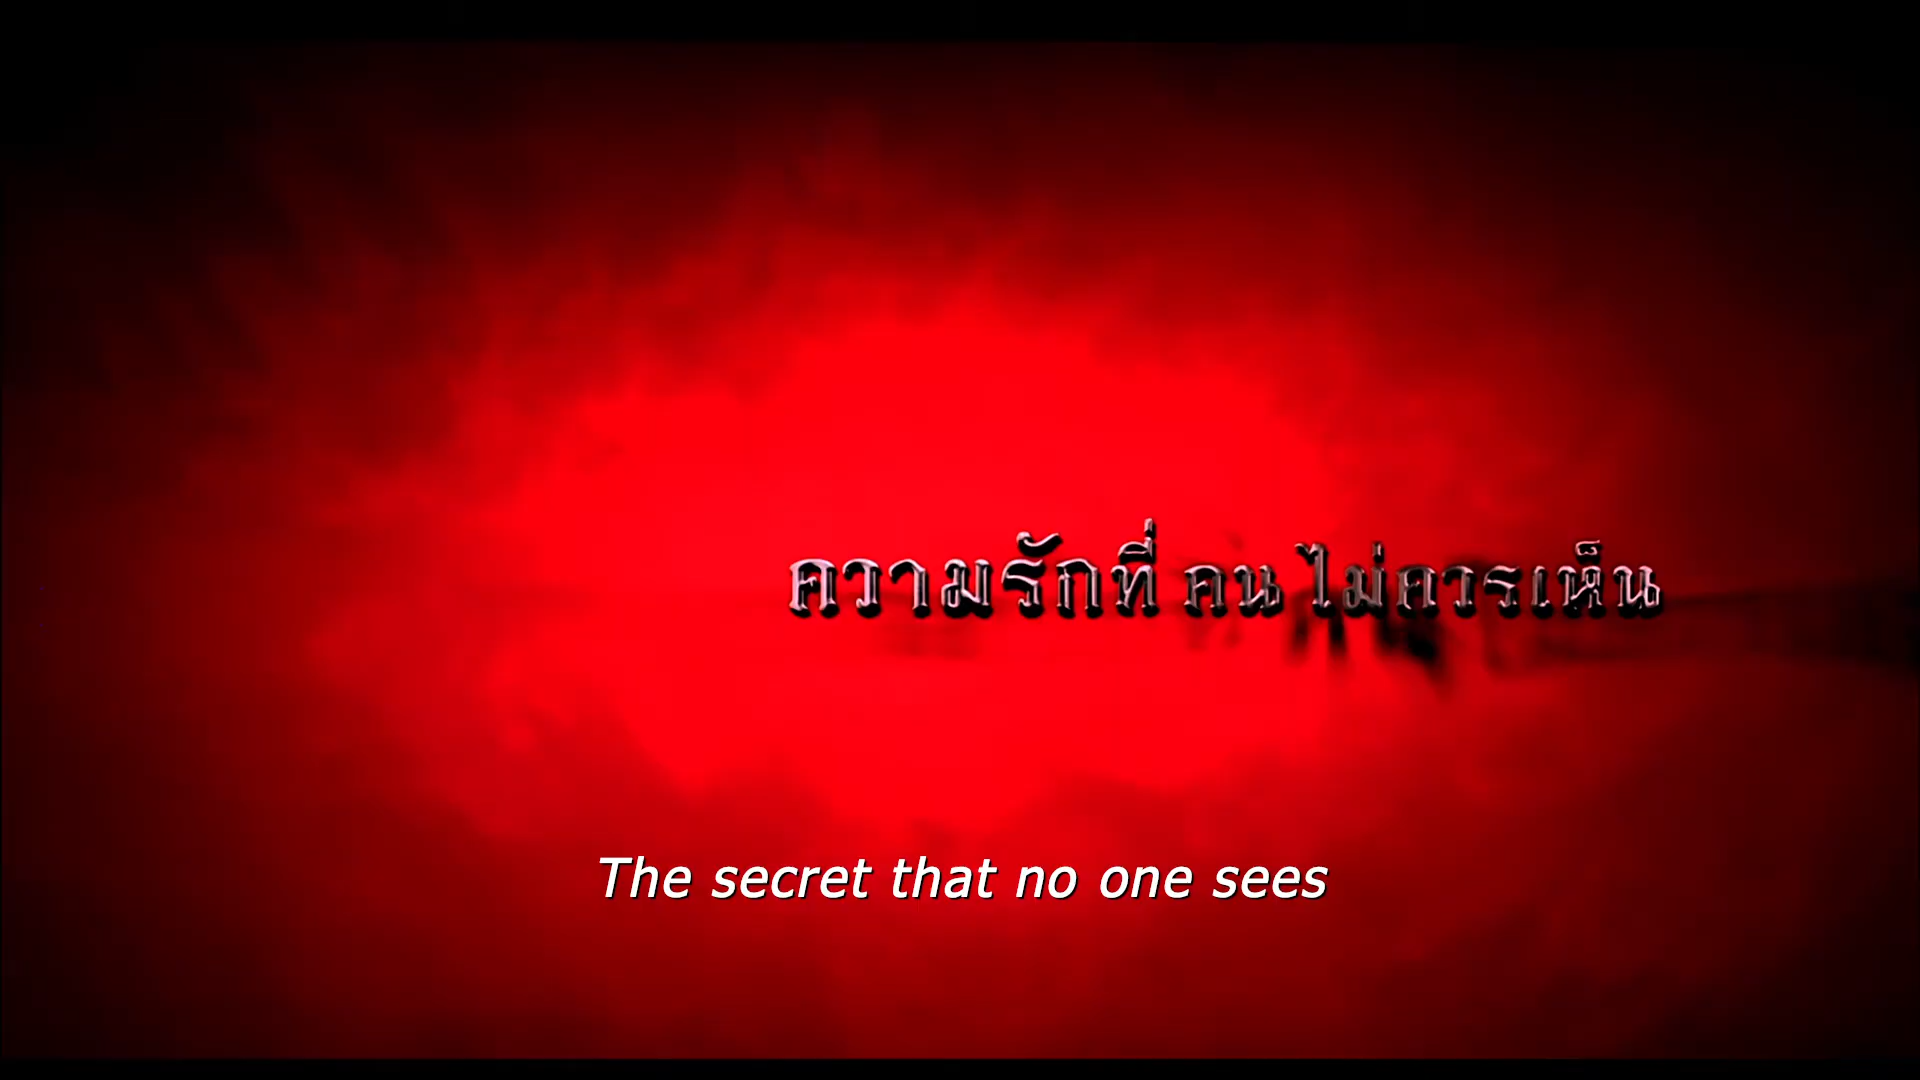 ความรักที่ คน ไม่ควรเห็น
The secret that no one sees